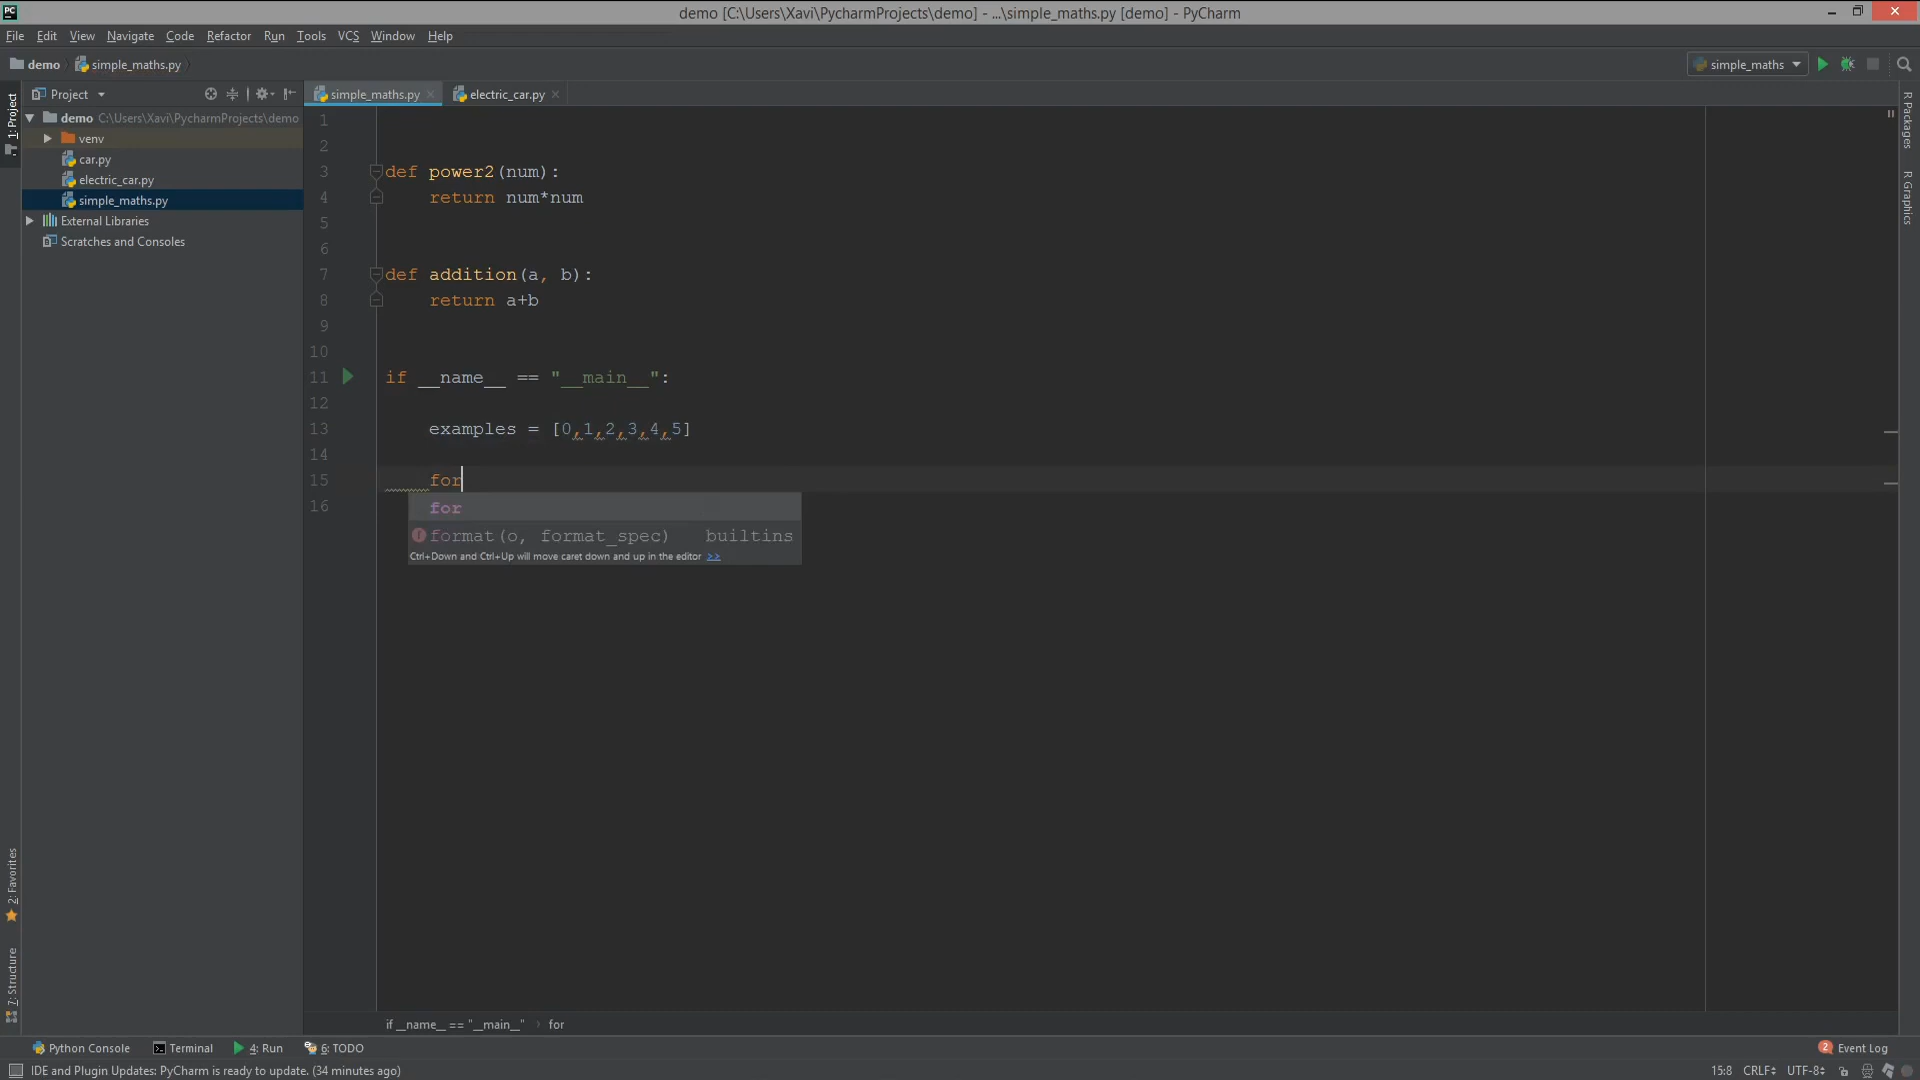 PC
demo [C:\Users\Xavi\PycharmProjects\demo] - ...\simple_maths.py [demo] - PyCharm
File Edit View Navigate Code Refactor Run Tools VCS Window Help
demo simple_maths.py
simple_maths
Project
simple_maths.py electric_car.py
1: Project
demo C:\Users\Xavi\PycharmProjects\demo
venv
car.py
electric_car.py
simple_maths.py
External Libraries
Scratches and Consoles
1
2
3 def power2(num):
4 return num*num
5
6
7 def addition(a, b):
8 return a+b
9
10
11 if __name__ == "__main__":
12
13 examples = [0,1,2,3,4,5]
14
15 for
16
for
format(o, format_spec) builtins
Ctrl+Down and Ctrl+Up will move caret down and up in the editor >>
R Packages
R Graphics
2: Favorites
7: Structure
if __name__ == "__main__" › for
Python Console Terminal 4: Run 6: TODO
2 Event Log
IDE and Plugin Updates: PyCharm is ready to update. (34 minutes ago)
15:8 CRLF UTF-8